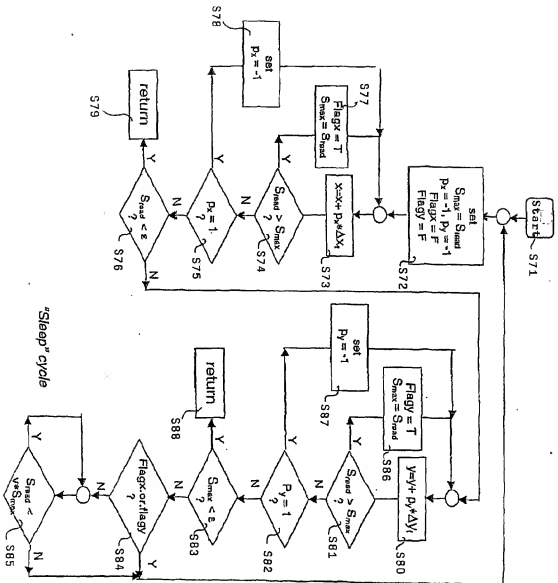 Start
S71
set
Smax = Sread
px = -1, py = -1
Flagx = F
Flagy = F
S72
x=x+ px*Δx1
S73
Sread > Smax
?
S74
Y
N
Flagx = T
Smax = Sread
S77
px = 1
?
S75
Y
N
set
px = -1
S78
Sread < ε
?
S76
Y
N
return
S79
y=y+ py*Δy1
S80
Sread > Smax
?
S81
Y
N
Flagy = T
Smax = Sread
S86
Py = 1
?
S82
Y
N
set
py = -1
S87
Smax < ε
?
S83
Y
N
return
S88
Flagx.or.flagy
?
S84
Y
N
Sread <
γ*Smax
?
S85
Y
N
"Sleep" cycle